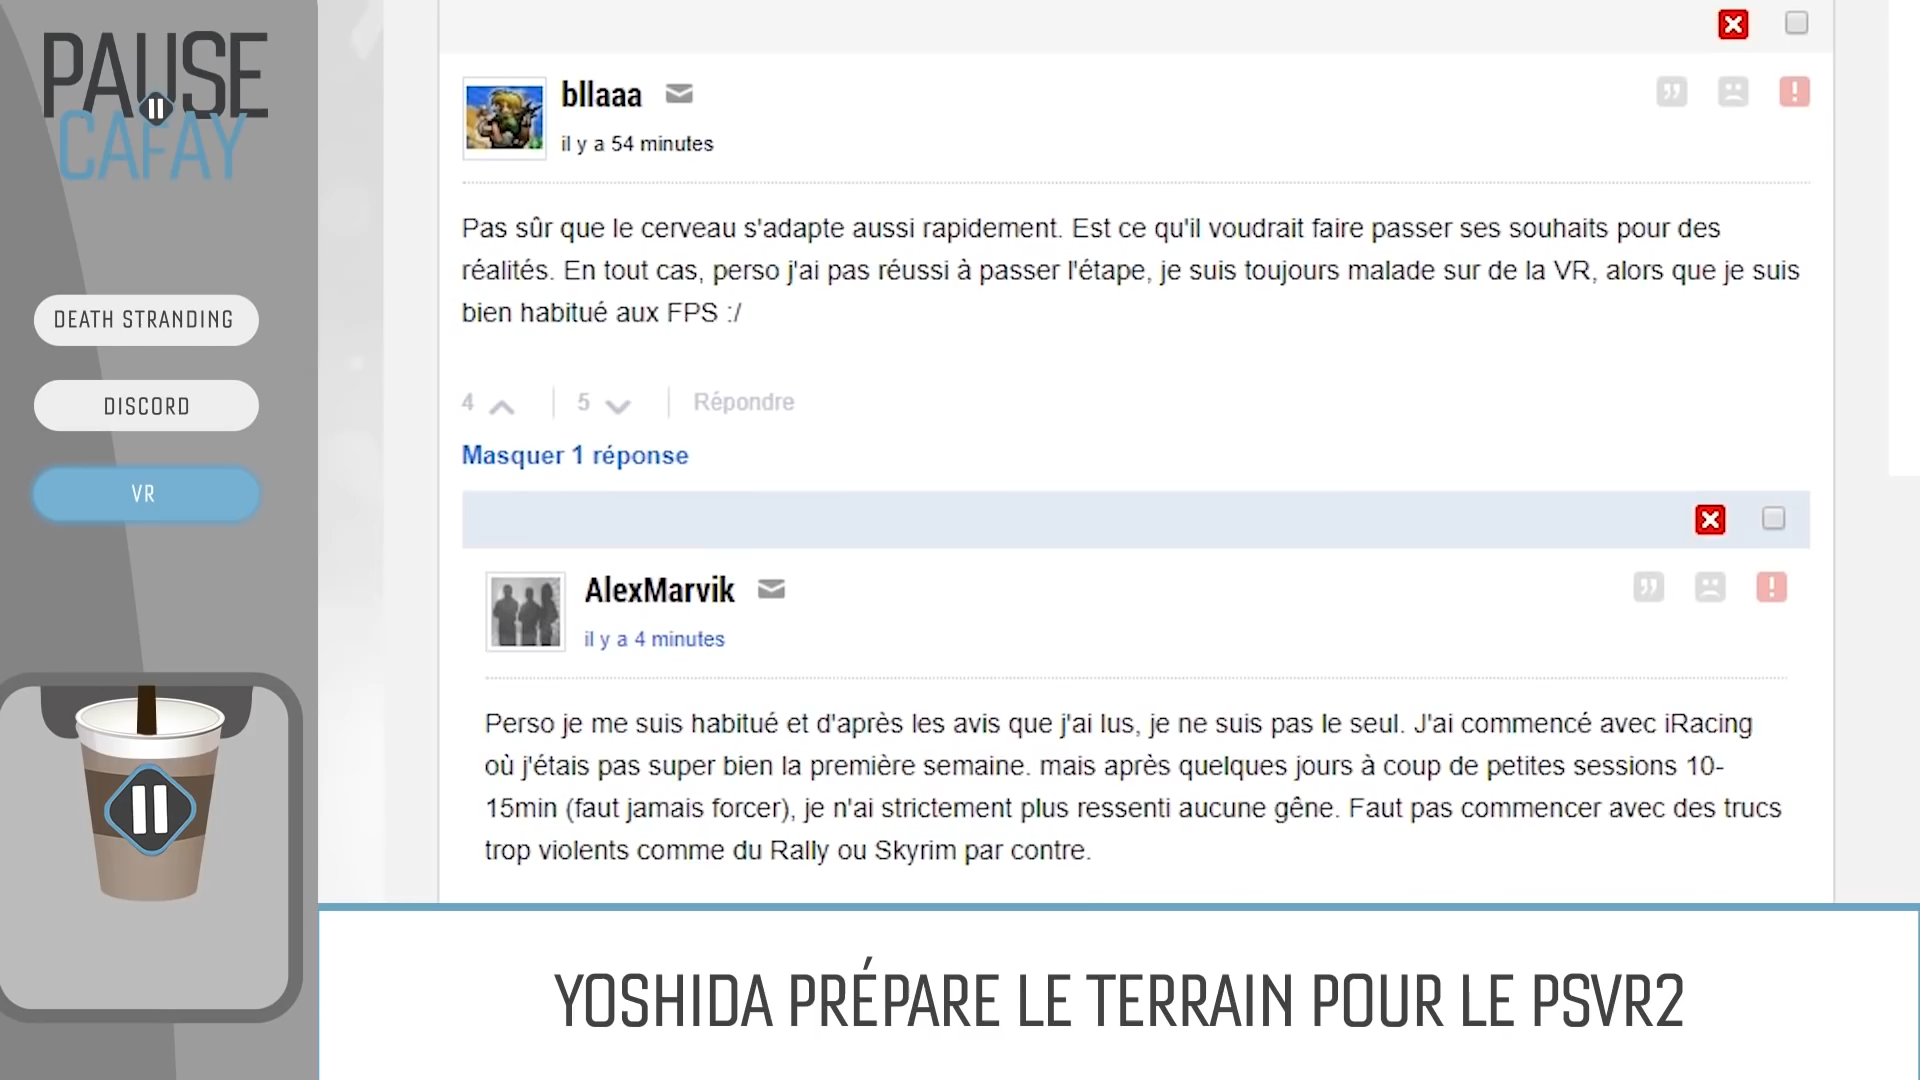 PAUSE
CAFAY
DEATH STRANDING
DISCORD
VR
bllaaa
il y a 54 minutes
Pas sûr que le cerveau s'adapte aussi rapidement. Est ce qu'il voudrait faire passer ses souhaits pour des
réalités. En tout cas, perso j'ai pas réussi à passer l'étape, je suis toujours malade sur de la VR, alors que je suis
bien habitué aux FPS :/
4 5 Répondre
Masquer 1 réponse
AlexMarvik
il y a 4 minutes
Perso je me suis habitué et d'après les avis que j'ai lus, je ne suis pas le seul. J'ai commencé avec iRacing
où j'étais pas super bien la première semaine. mais après quelques jours à coup de petites sessions 10-
15min (faut jamais forcer), je n'ai strictement plus ressenti aucune gêne. Faut pas commencer avec des trucs
trop violents comme du Rally ou Skyrim par contre.
YOSHIDA PRÉPARE LE TERRAIN POUR LE PSVR2